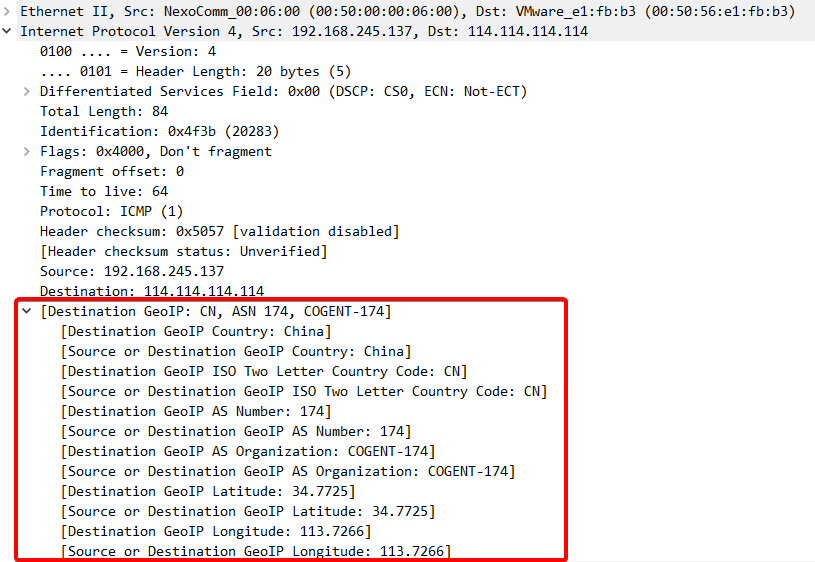 Ethernet II, Src: NexoComm_00:06:00 (00:50:00:00:06:00), Dst: VMware_e1:fb:b3 (00:50:56:e1:fb:b3)
Internet Protocol Version 4, Src: 192.168.245.137, Dst: 114.114.114.114
0100 .... = Version: 4
.... 0101 = Header Length: 20 bytes (5)
Differentiated Services Field: 0x00 (DSCP: CS0, ECN: Not-ECT)
Total Length: 84
Identification: 0x4f3b (20283)
Flags: 0x4000, Don't fragment
Fragment offset: 0
Time to live: 64
Protocol: ICMP (1)
Header checksum: 0x5057 [validation disabled]
[Header checksum status: Unverified]
Source: 192.168.245.137
Destination: 114.114.114.114
[Destination GeoIP: CN, ASN 174, COGENT-174]
[Destination GeoIP Country: China]
[Source or Destination GeoIP Country: China]
[Destination GeoIP ISO Two Letter Country Code: CN]
[Source or Destination GeoIP ISO Two Letter Country Code: CN]
[Destination GeoIP AS Number: 174]
[Source or Destination GeoIP AS Number: 174]
[Destination GeoIP AS Organization: COGENT-174]
[Source or Destination GeoIP AS Organization: COGENT-174]
[Destination GeoIP Latitude: 34.7725]
[Source or Destination GeoIP Latitude: 34.7725]
[Destination GeoIP Longitude: 113.7266]
[Source or Destination GeoIP Longitude: 113.7266]